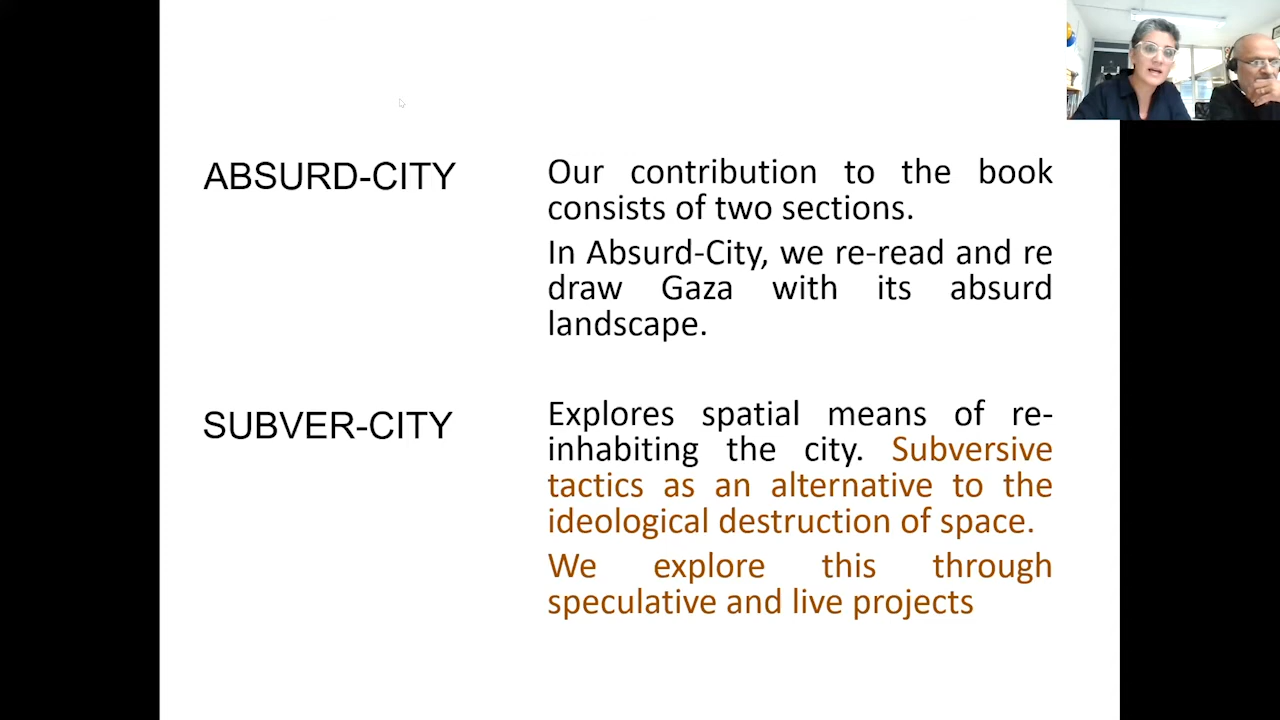 ABSURD-CITY
Our contribution to the book
consists of two sections.
In Absurd-City, we re-read and re
draw Gaza with its absurd
landscape.
SUBVER-CITY
Explores spatial means of re-
inhabiting the city. Subversive
tactics as an alternative to the
ideological destruction of space.
We explore this through
speculative and live projects